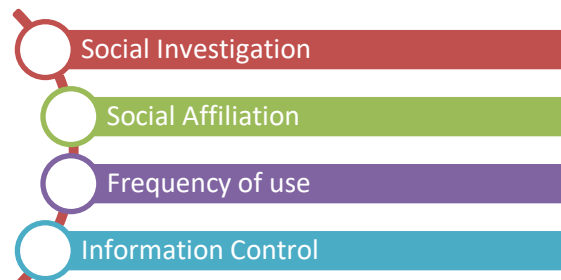 Social Investigation
Social Affiliation
Frequency of use
Information Control